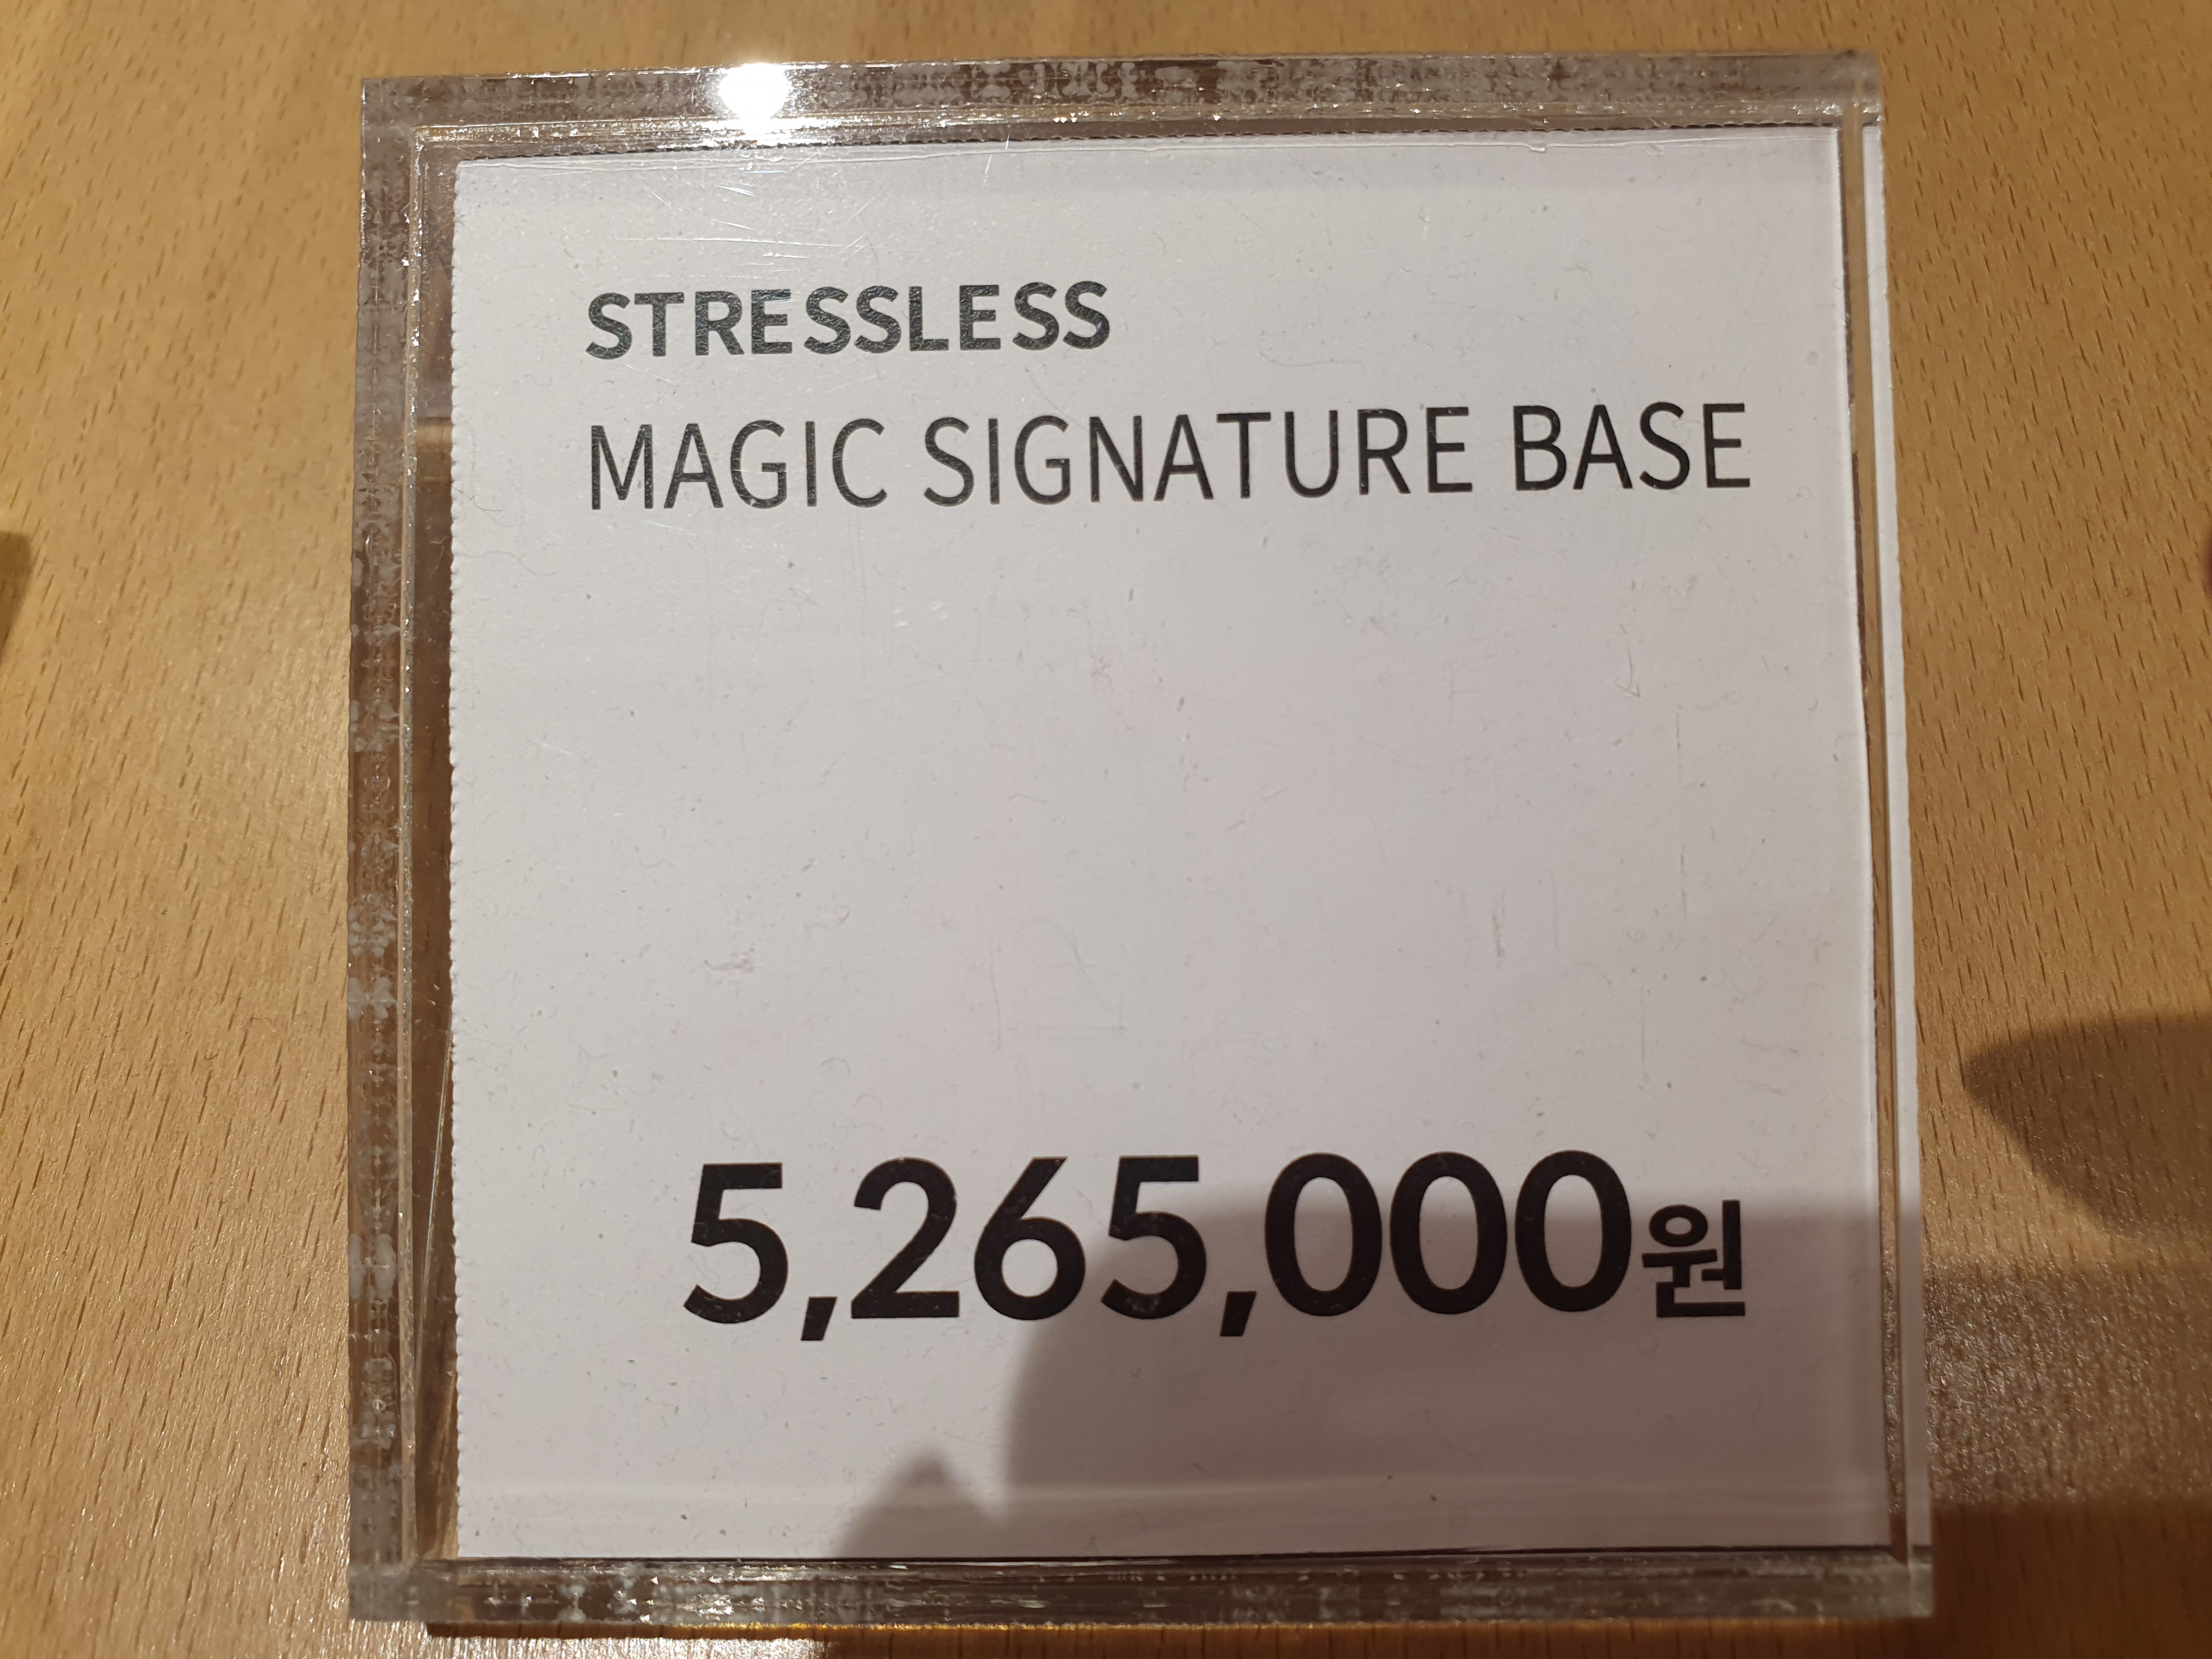 STRESSLESS
MAGIC SIGNATURE BASE
5,265,000원